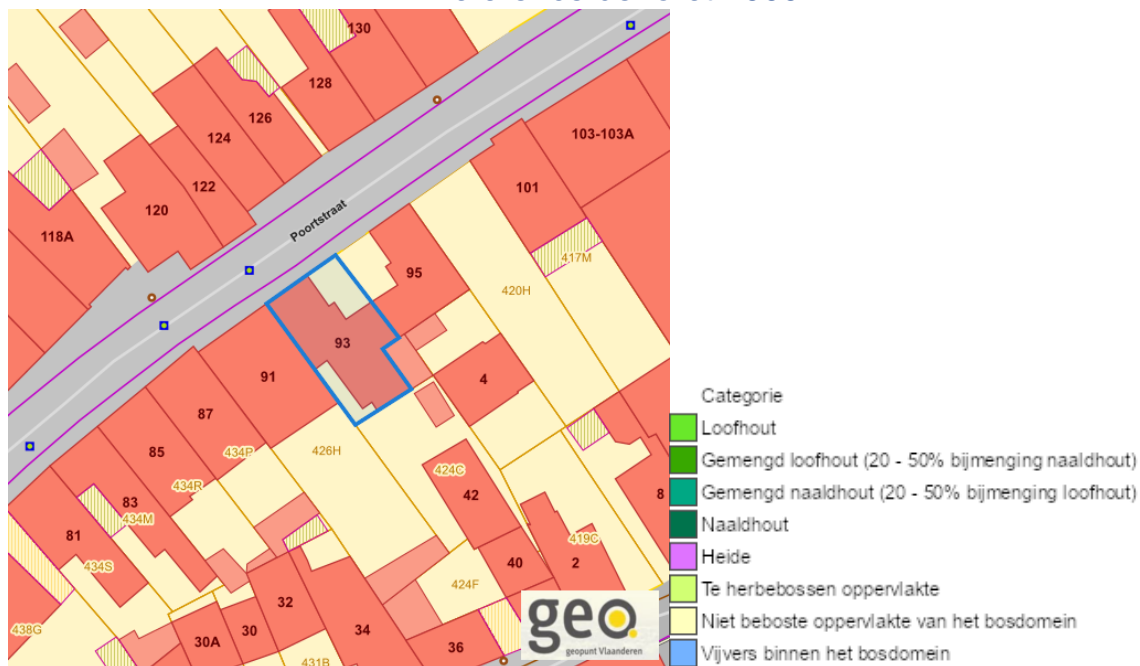 130
128
126
124
103-103A
122
101
120
Poortstraat
118A
417M
95
420H
93
91
4
87
Categorie
Loofhout
85
434P
426H
Gemengd loofhout (20 - 50% bijmenging naaldhout)
424C
434R
Gemengd naaldhout (20 - 50% bijmenging loofhout)
83
42
8
434M
Naaldhout
81
419C
Heide
434S
40
2
424F
Te herbebossen oppervlakte
32
438G
30
34
Niet beboste oppervlakte van het bosdomein
30A
36
geo.
geopunt Vlaanderen
431B
Vijvers binnen het bosdomein